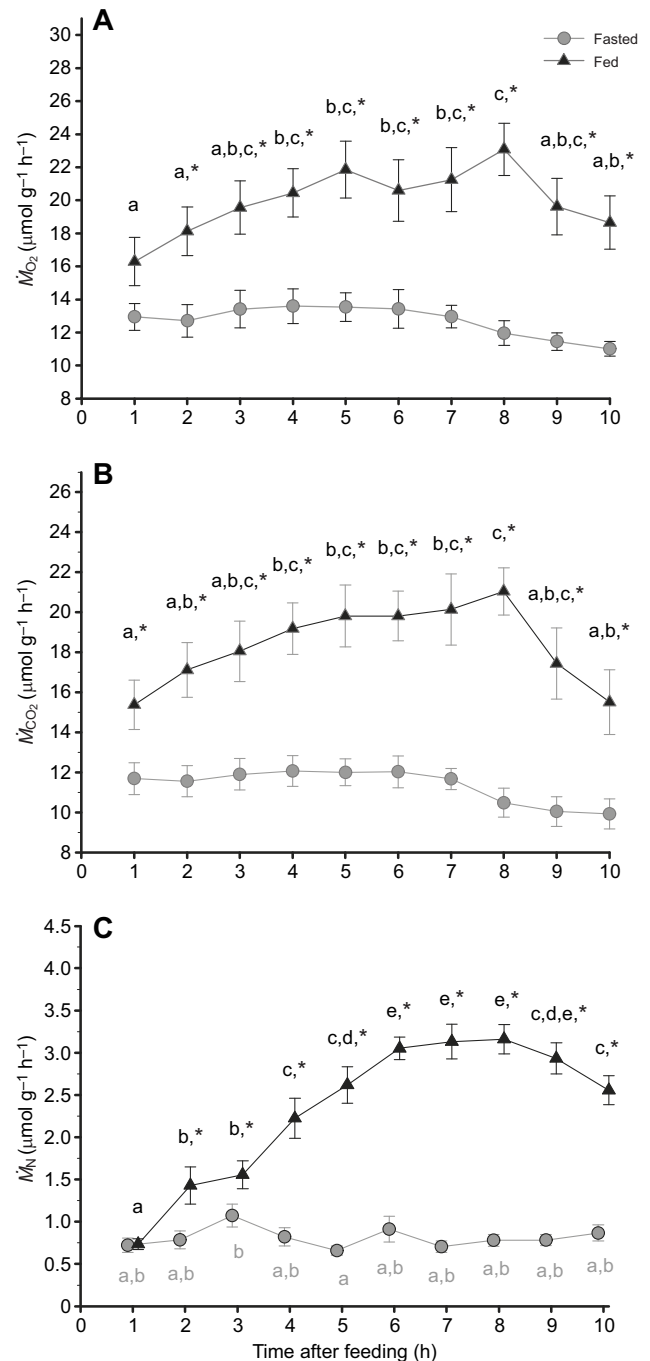 A
Fasted
Fed
30
28
26
24
22
20
18
16
14
12
10
8
ṀO₂ (µmol g⁻¹ h⁻¹)
a
a,*
a,b,c,*
b,c,*
b,c,*
b,c,*
b,c,*
c,*
a,b,c,*
a,b,*
0 1 2 3 4 5 6 7 8 9 10
B
26
24
22
20
18
16
14
12
10
8
ṀCO₂ (µmol g⁻¹ h⁻¹)
a,*
a,b,*
a,b,c,*
b,c,*
b,c,*
b,c,*
b,c,*
c,*
a,b,c,*
a,b,*
0 1 2 3 4 5 6 7 8 9 10
C
4.5
4.0
3.5
3.0
2.5
2.0
1.5
1.0
0.5
0
ṀN (µmol g⁻¹ h⁻¹)
a
b,*
b,*
c,*
c,d,*
e,*
e,*
e,*
c,d,e,*
c,*
a,b
a,b
b
a,b
a
a,b
a,b
a,b
a,b
a,b
0 1 2 3 4 5 6 7 8 9 10
Time after feeding (h)